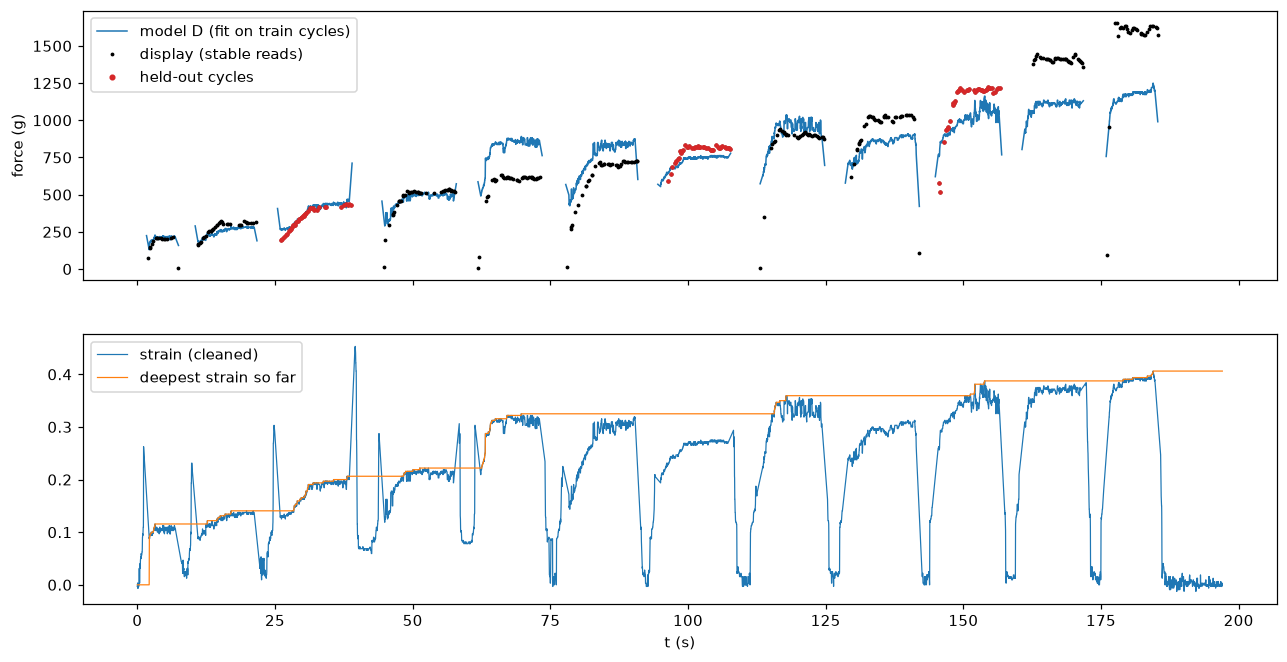 model D (fit on train cycles)
display (stable reads)
held-out cycles
force (g)
1500
1250
1000
750
500
250
0
strain (cleaned)
deepest strain so far
0.4
0.3
0.2
0.1
0.0
0 25 50 75 100 125 150 175 200
t (s)